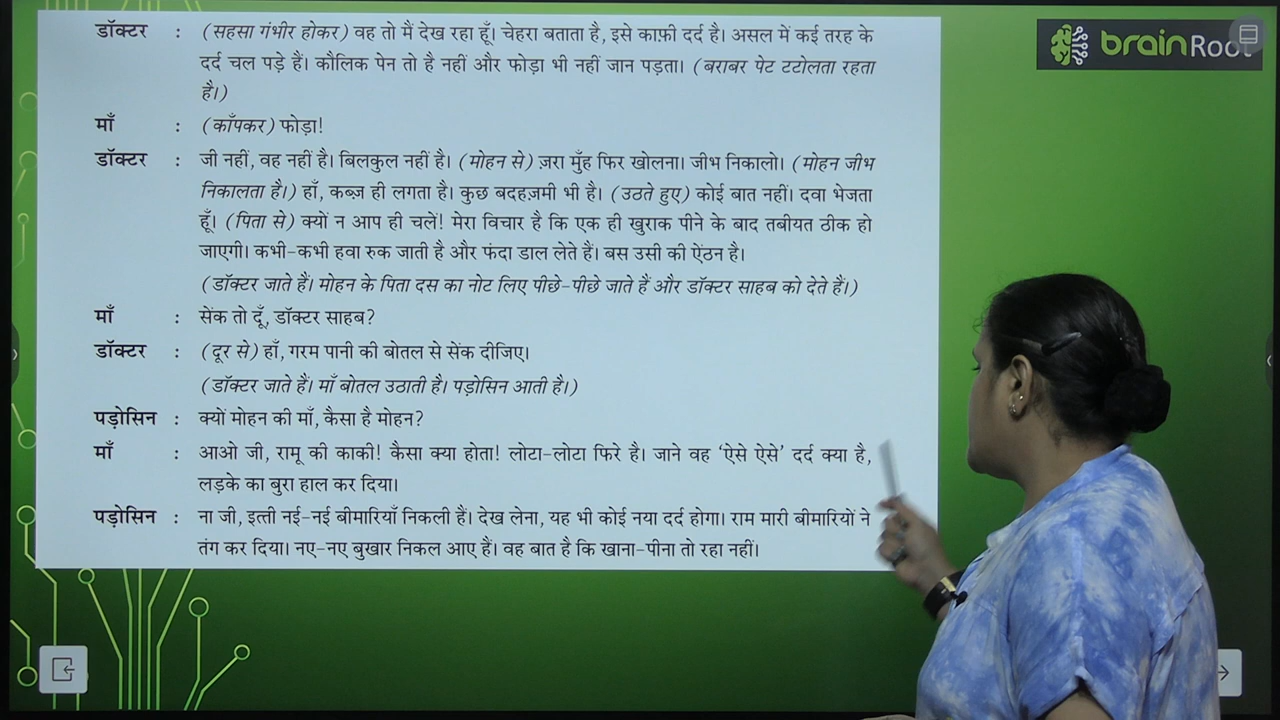 डॉक्टर : (सहसा गंभीर होकर) वह तो मैं देख रहा हूँ। चेहरा बताता है, इसे काफ़ी दर्द है। असल में कई तरह के
दर्द चल पड़े हैं। कौलिक पेन तो है नहीं और फोड़ा भी नहीं जान पड़ता। (बराबर पेट टटोलता रहता
है।)
माँ : (काँपकर) फोड़ा!
डॉक्टर : जी नहीं, वह नहीं है। बिलकुल नहीं है। (मोहन से) ज़रा मुँह फिर खोलना। जीभ निकालो। (मोहन जीभ
निकालता है।) हाँ, कब्ज़ ही लगता है। कुछ बदहज़मी भी है। (उठते हुए) कोई बात नहीं। दवा भेजता
हूँ। (पिता से) क्यों न आप ही चलें! मेरा विचार है कि एक ही खुराक पीने के बाद तबीयत ठीक हो
जाएगी। कभी-कभी हवा रुक जाती है और फंदा डाल लेते हैं। बस उसी की ऐंठन है।
(डॉक्टर जाते हैं। मोहन के पिता दस का नोट लिए पीछे-पीछे जाते हैं और डॉक्टर साहब को देते हैं।)
माँ : सेंक तो दूँ, डॉक्टर साहब?
डॉक्टर : (दूर से) हाँ, गरम पानी की बोतल से सेंक दीजिए।
(डॉक्टर जाते हैं। माँ बोतल उठाती है। पड़ोसिन आती है।)
पड़ोसिन : क्यों मोहन की माँ, कैसा है मोहन?
माँ : आओ जी, रामू की काकी! कैसा क्या होता! लोटा-लोटा फिरे है। जाने वह 'ऐसे ऐसे' दर्द क्या है,
लड़के का बुरा हाल कर दिया।
पड़ोसिन : ना जी, इत्ती नई-नई बीमारियाँ निकली हैं। देख लेना, यह भी कोई नया दर्द होगा। राम मारी बीमारियों ने
तंग कर दिया। नए-नए बुखार निकल आए हैं। वह बात है कि खाना-पीना तो रहा नहीं।
brainRoot